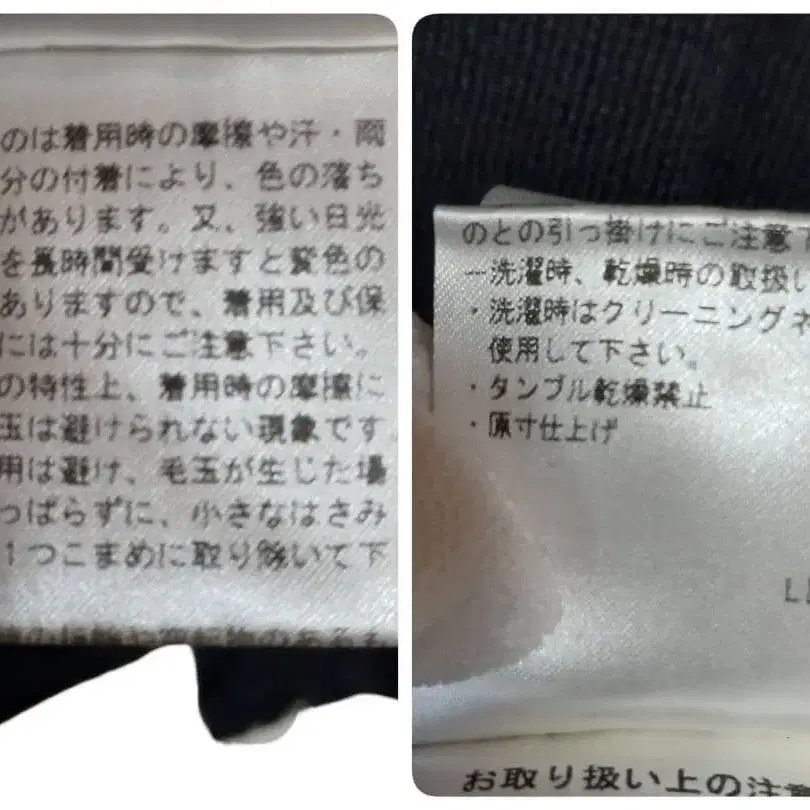 のは着用時の摩擦や汗・雨
分の付着により、色の落ち
があります。又、強い日光
を長時間受けますと変色の
ありますので、着用及び保
には十分にご注意下さい。
の特性上、着用時の摩擦に
玉は避けられない現象です
用は避け、毛玉が生じた場
っぱらずに、小さなはさみ
1つこまめに取り除いて下
のあるも
のとの引っ掛けにご注意下
洗濯時、乾燥時の取扱い
・洗濯時はクリーニングネ
使用して下さい。
・タンブル乾燥禁止
・原寸仕上げ
お取り扱い上の注意